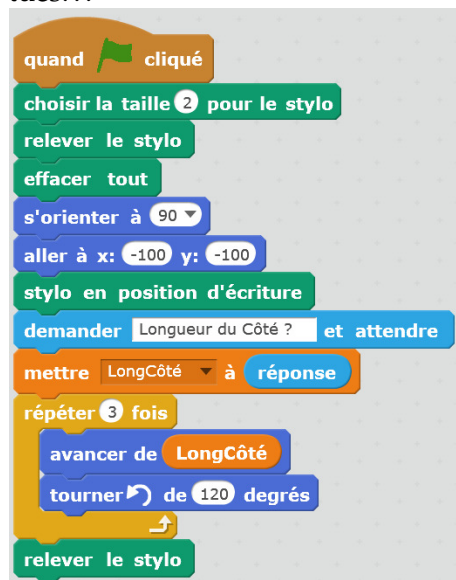 quand cliqué
choisir la taille 2 pour le stylo
relever le stylo
effacer tout
s'orienter à 90
aller à x: -100 y: -100
stylo en position d'écriture
demander Longueur du Côté ? et attendre
mettre LongCôté à réponse
répéter 3 fois
avancer de LongCôté
tourner de 120 degrés
relever le stylo